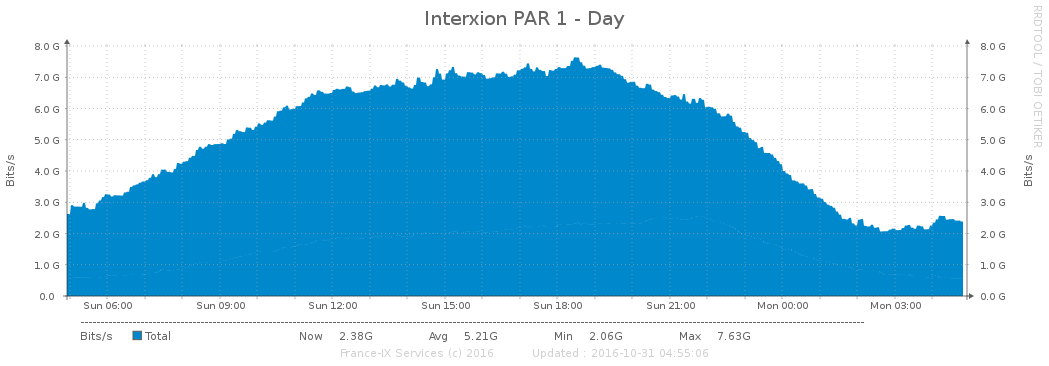 Interxion PAR 1 - Day
RRDTOOL / TOBI OETIKER
Bits/s
8.0 G
7.0 G
6.0 G
5.0 G
4.0 G
3.0 G
2.0 G
1.0 G
0.0
8.0 G
7.0 G
6.0 G
5.0 G
4.0 G
3.0 G
2.0 G
1.0 G
0.0 G
Bits/s
Sun 06:00 Sun 09:00 Sun 12:00 Sun 15:00 Sun 18:00 Sun 21:00 Mon 00:00 Mon 03:00
Bits/s Total Now 2.38G Avg 5.21G Min 2.06G Max 7.63G
France-IX Services (c) 2016 Updated : 2016-10-31 04:55:06